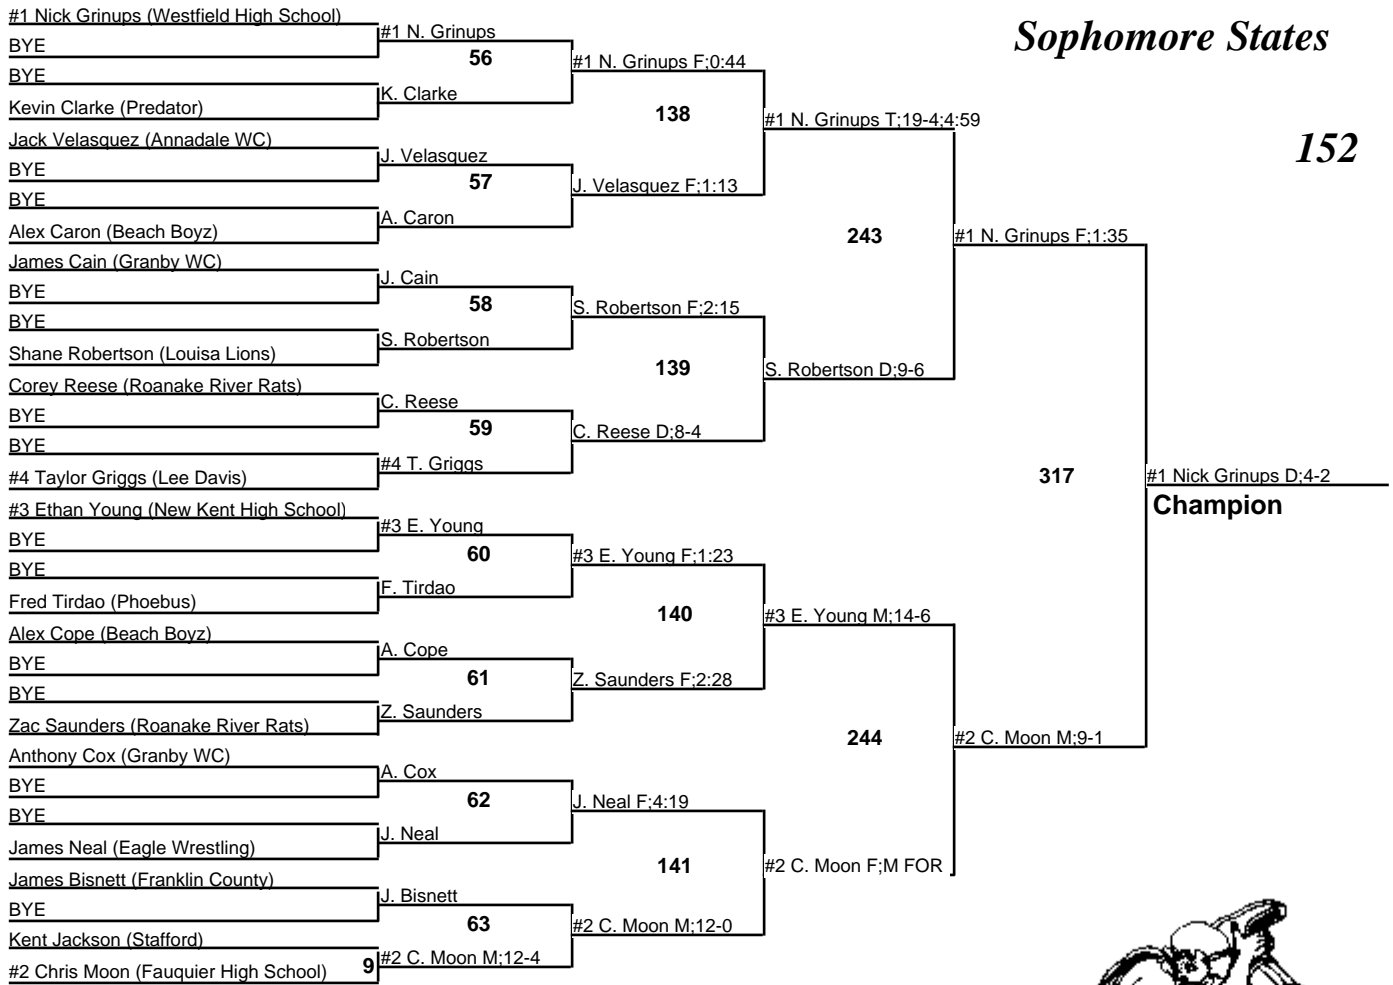 Sophomore States
152
#1 Nick Grinups (Westfield High School)
BYE
BYE
Kevin Clarke (Predator)
Jack Velasquez (Annadale WC)
BYE
BYE
Alex Caron (Beach Boyz)
James Cain (Granby WC)
BYE
BYE
Shane Robertson (Louisa Lions)
Corey Reese (Roanake River Rats)
BYE
BYE
#4 Taylor Griggs (Lee Davis)
#3 Ethan Young (New Kent High School)
BYE
BYE
Fred Tirdao (Phoebus)
Alex Cope (Beach Boyz)
BYE
BYE
Zac Saunders (Roanake River Rats)
Anthony Cox (Granby WC)
BYE
BYE
James Neal (Eagle Wrestling)
James Bisnett (Franklin County)
BYE
Kent Jackson (Stafford)
#2 Chris Moon (Fauquier High School) 9
#1 N. Grinups
56
K. Clarke
J. Velasquez
57
A. Caron
J. Cain
58
S. Robertson
C. Reese
59
#4 T. Griggs
#3 E. Young
60
F. Tirdao
A. Cope
61
Z. Saunders
A. Cox
62
J. Neal
J. Bisnett
63
#2 C. Moon M;12-4
#1 N. Grinups F;0:44
138
J. Velasquez F;1:13
S. Robertson F;2:15
139
C. Reese D;8-4
#3 E. Young F;1:23
140
Z. Saunders F;2:28
J. Neal F;4:19
141
#2 C. Moon M;12-0
#1 N. Grinups T;19-4;4:59
243
S. Robertson D;9-6
#3 E. Young M;14-6
244
#2 C. Moon F;M FOR
#1 N. Grinups F;1:35
317
#2 C. Moon M;9-1
#1 Nick Grinups D;4-2
Champion